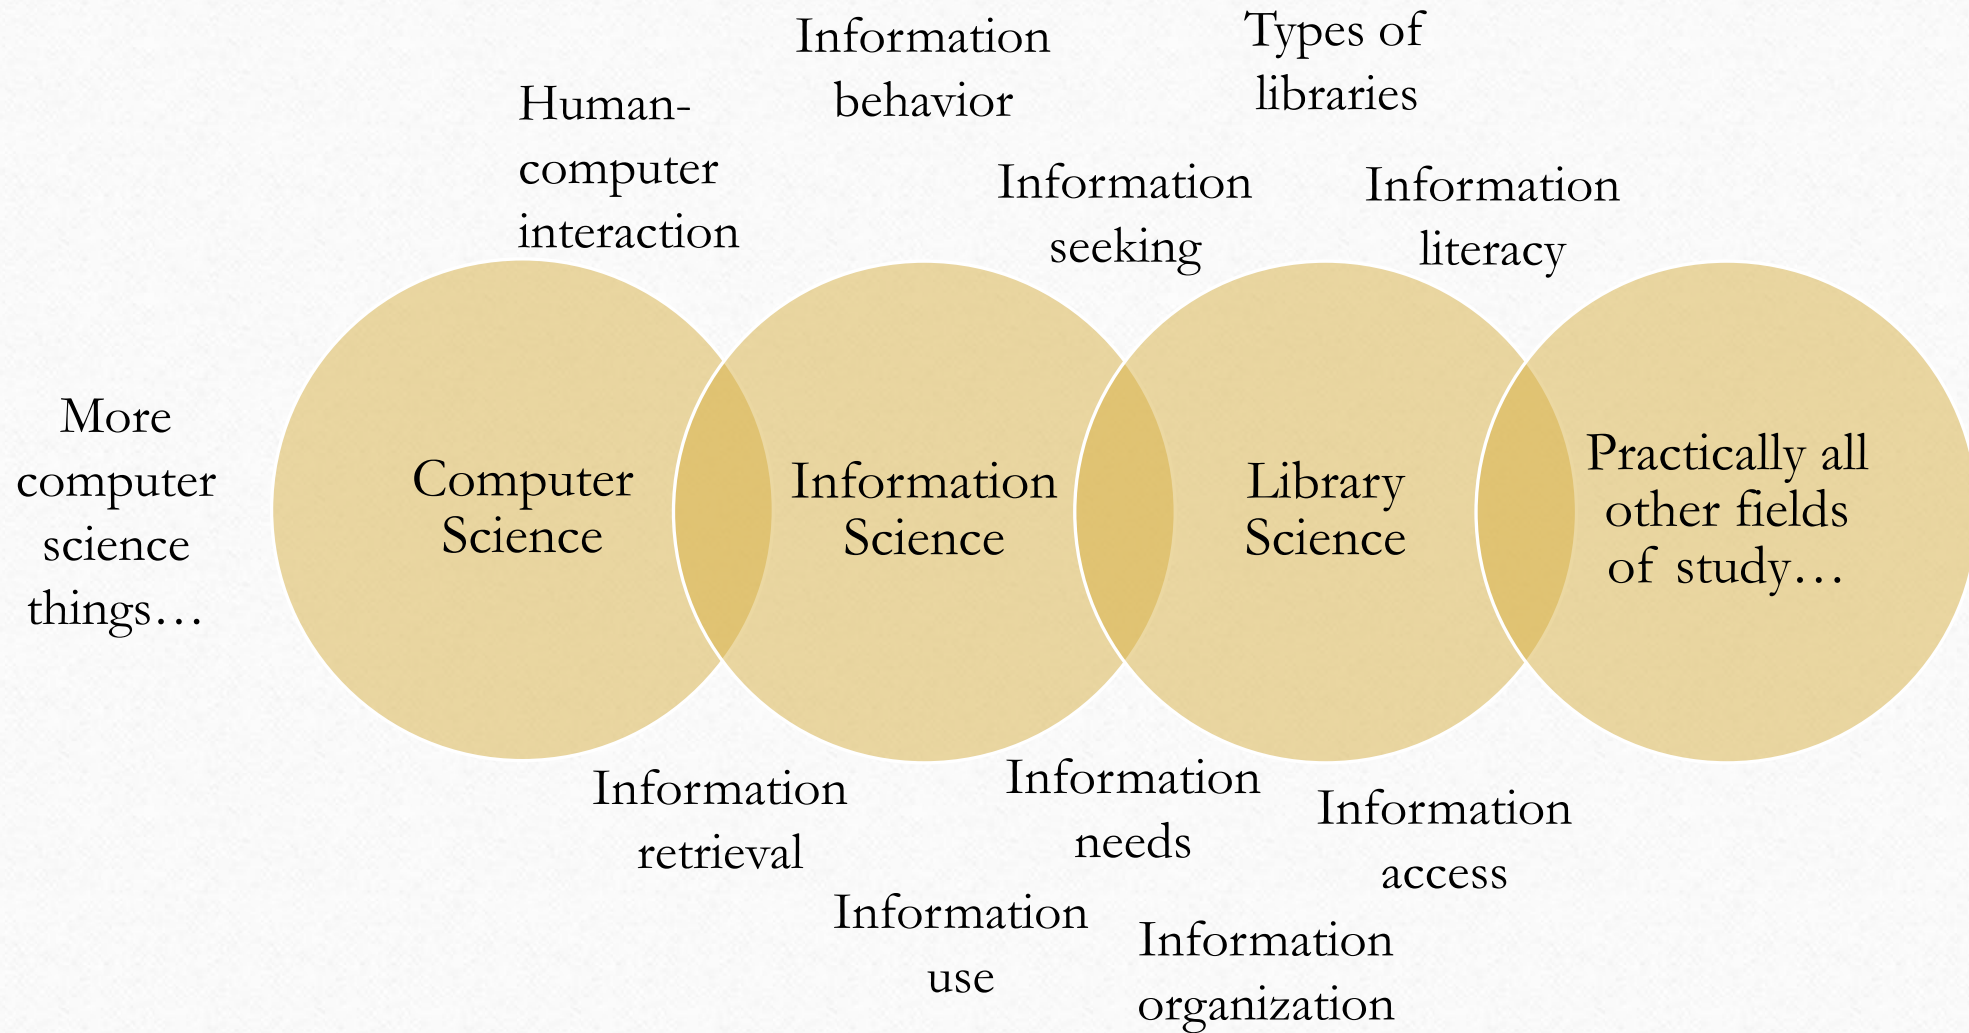 Information
behavior
Types of
libraries
Human-
computer
interaction
Information
seeking
Information
literacy
More
computer
science
things…
Computer
Science
Information
Science
Library
Science
Practically all
other fields
of study…
Information
retrieval
Information
needs
Information
access
Information
use
Information
organization